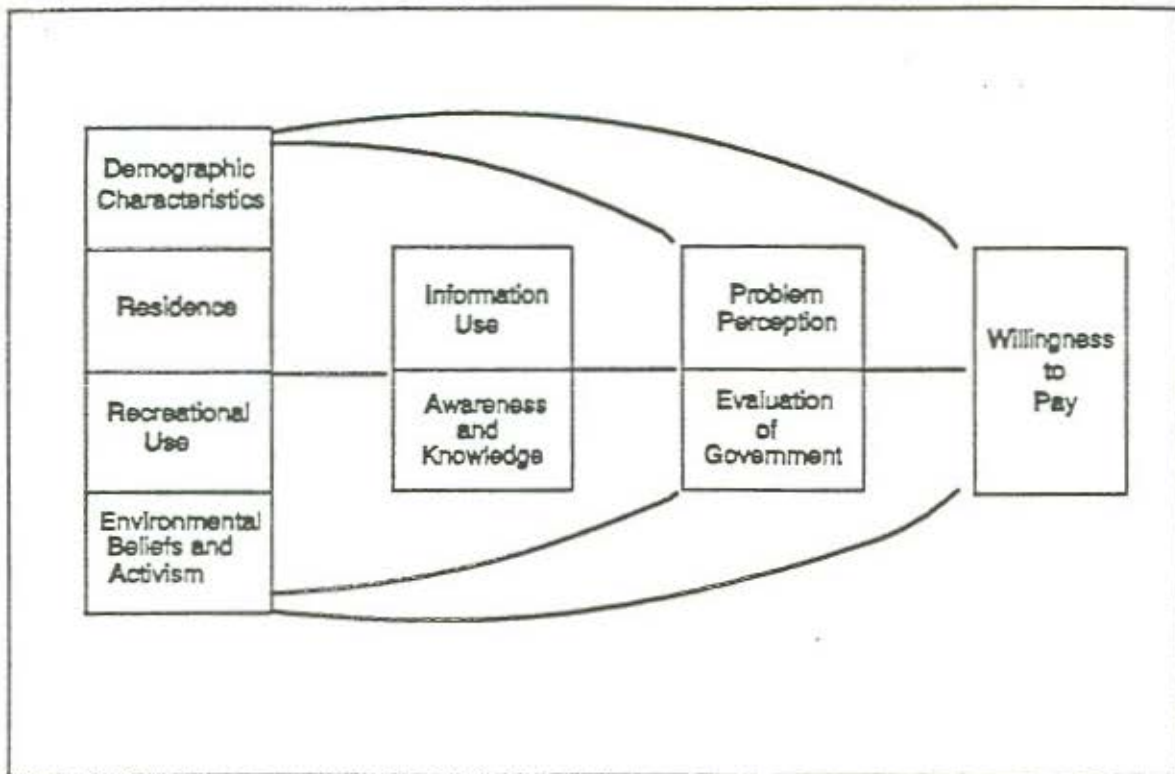 Demographic
Characteristics
Residence
Recreational
Use
Environmental
Beliefs and
Activism
Information
Use
Awareness
and
Knowledge
Problem
Perception
Evaluation
of
Government
Willingness
to
Pay